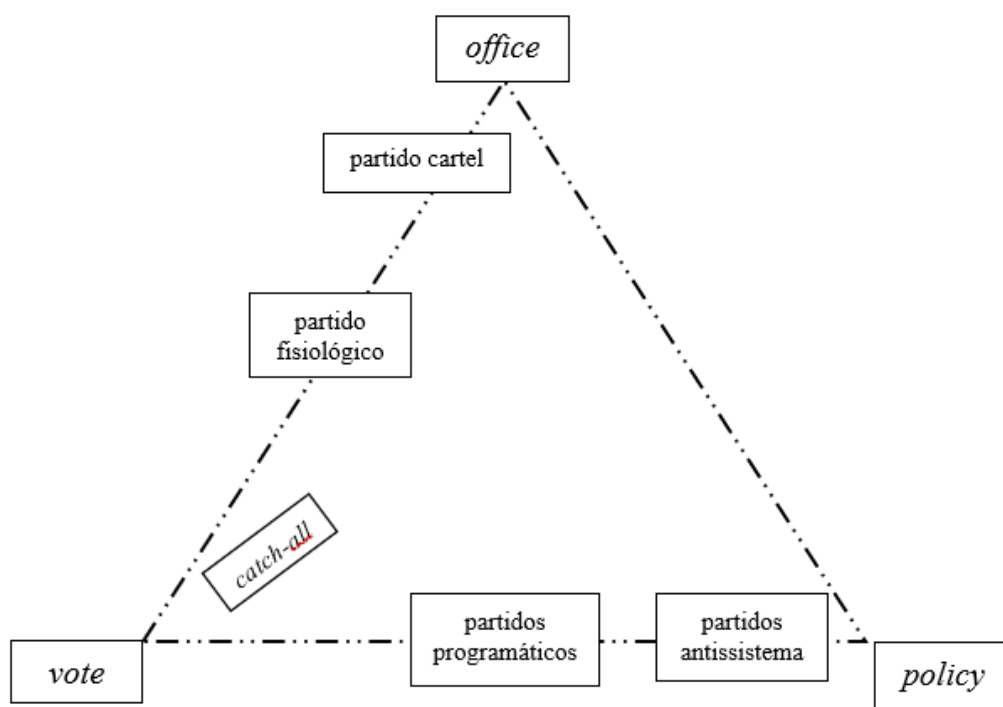 office
partido cartel
partido
fisiológico
catch-all
vote
partidos
programáticos
partidos
antissistema
policy